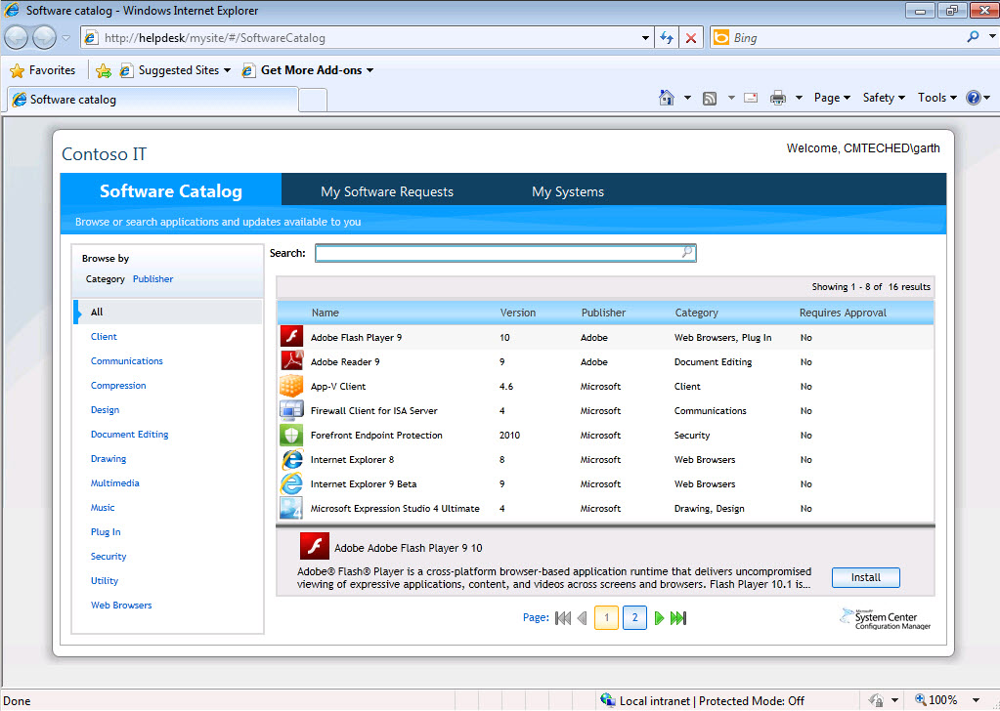 Software catalog - Windows Internet Explorer
http://helpdesk/mysite/#/SoftwareCatalog
Bing
Favorites Suggested Sites Get More Add-ons
Software catalog
Page Safety Tools
Contoso IT
Welcome, CMTECHED\garth
Software Catalog My Software Requests My Systems
Browse or search applications and updates available to you
Browse by
Category Publisher
All
Client
Communications
Compression
Design
Document Editing
Drawing
Multimedia
Music
Plug In
Security
Utility
Web Browsers
Search:
Showing 1 - 8 of 16 results
Name Version Publisher Category Requires Approval
Adobe Flash Player 9 10 Adobe Web Browsers, Plug In No
Adobe Reader 9 9 Adobe Document Editing No
App-V Client 4.6 Microsoft Client No
Firewall Client for ISA Server 4 Microsoft Communications No
Forefront Endpoint Protection 2010 Microsoft Security No
Internet Explorer 8 8 Microsoft Web Browsers No
Internet Explorer 9 Beta 9 Microsoft Web Browsers No
Microsoft Expression Studio 4 Ultimate 4 Microsoft Drawing, Design No
Adobe Adobe Flash Player 9 10
Adobe® Flash® Player is a cross-platform browser-based application runtime that delivers uncompromised
viewing of expressive applications, content, and videos across screens and browsers. Flash Player 10.1 is...
Install
Page: 1 2
Microsoft
System Center
Configuration Manager
Done
Local intranet | Protected Mode: Off
100%